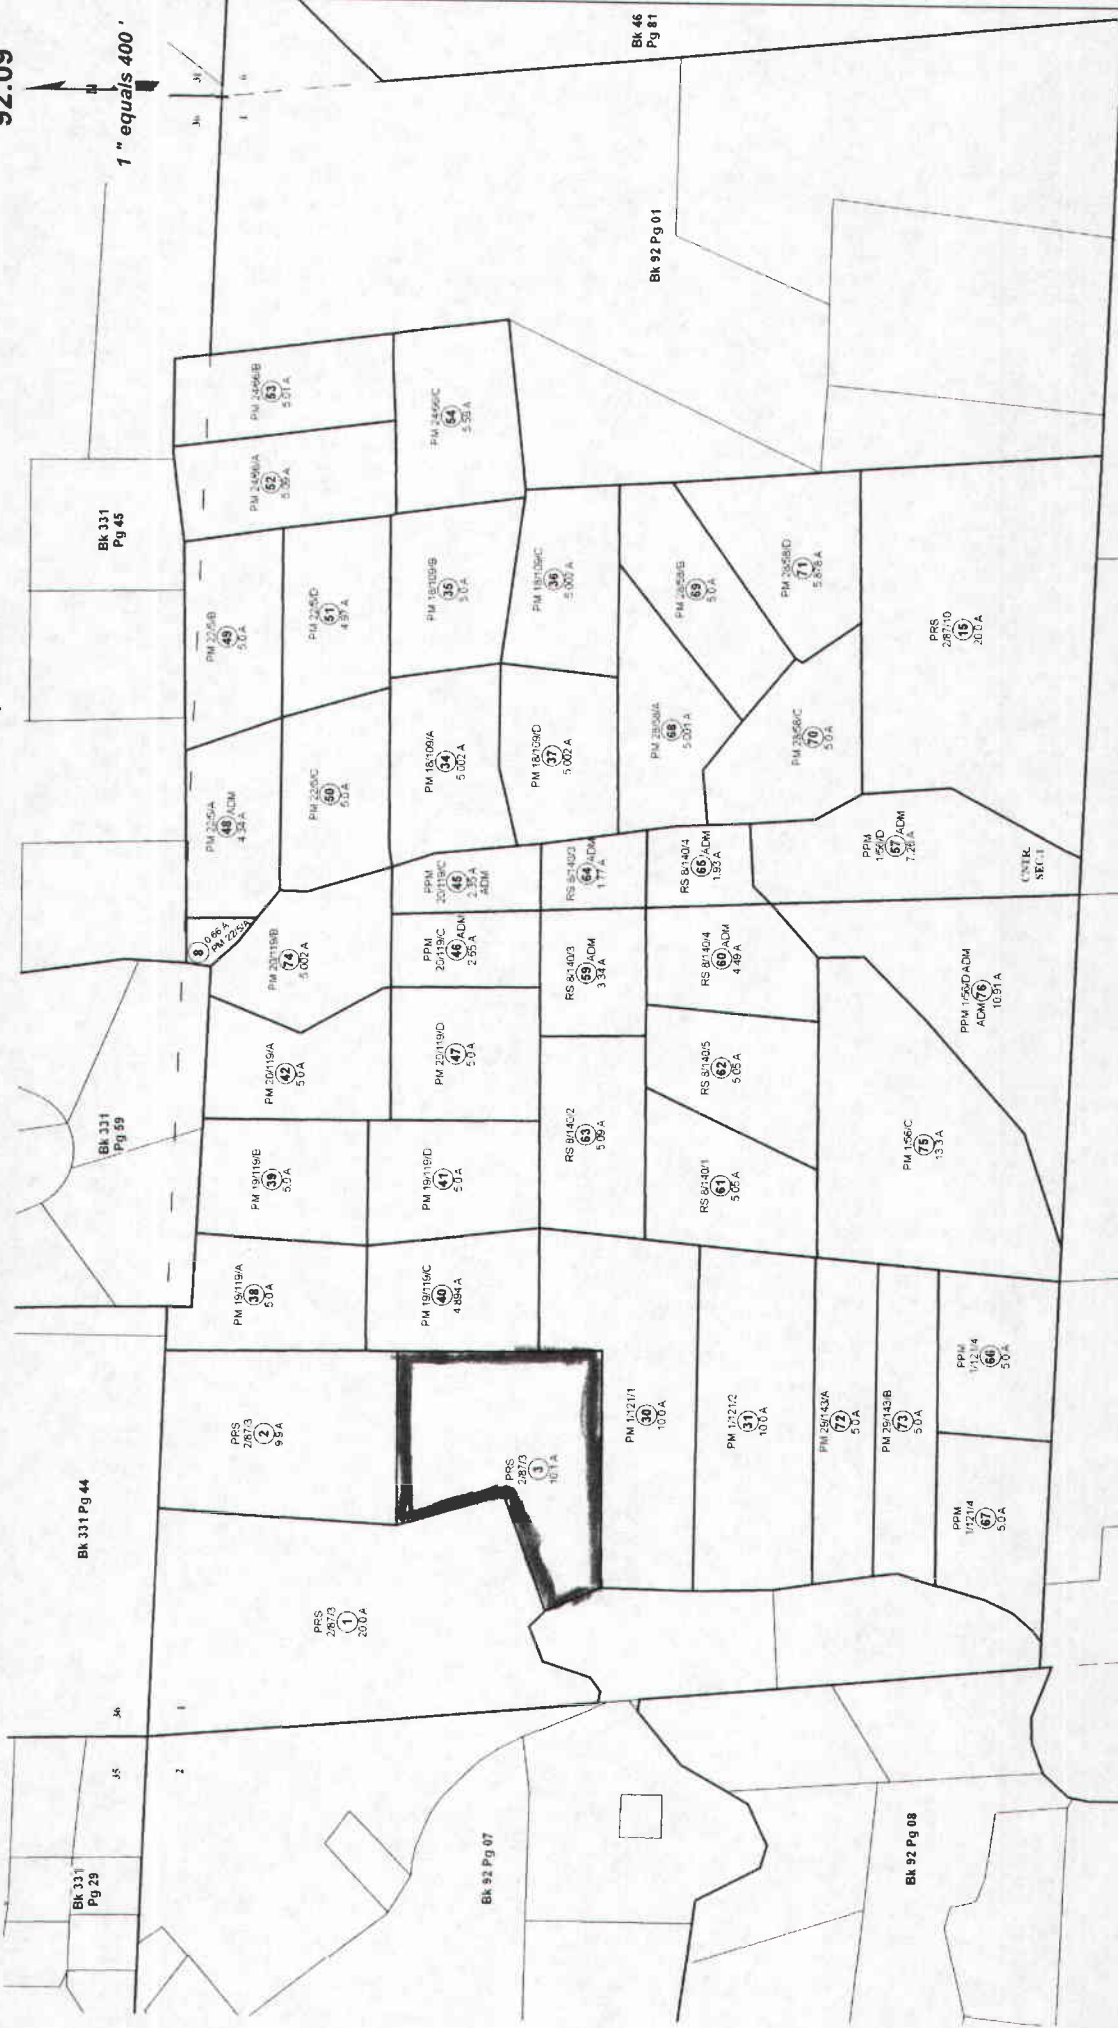 92.09
1 " equals 400 '
Bk 331 Pg 29
Bk 331 Pg 44
Bk 331
Pg 59
Bk 331
Pg 45
Bk 46
Pg 81
35
36
2
1
36
31
1
6
PRS
2/87/3
1
20.0 A
PRS
2/87/3
2
9.9 A
PRS
2/87/3
3
10.1 A
PM 19/119/A
38
5.0 A
PM 19/119/B
39
5.0 A
PM 19/119/C
40
4.894 A
PM 19/119/D
41
5.0 A
PM 20/119/A
42
5.0 A
PM 20/119/B
74
5.002 A
8
0.66 A
PM 22/5/A
PM 20/119/D
47
5.0 A
PPM
20/119/C
46 ADM
2.65 A
PPM
20/119/C
45
2.35 A
ADM
PM 22/5/A
48 ADM
4.34 A
PM 22/5/B
49
5.0 A
PM 22/5/C
50
5.0 A
PM 22/5/D
51
4.97 A
PM 24/66/A
52
5.09 A
PM 24/66/B
53
5.01 A
PM 24/66/C
54
5.59 A
PM 18/109/A
34
5.002 A
PM 18/109/B
35
5.0 A
PM 18/109/C
36
5.002 A
PM 18/109/D
37
5.002 A
RS 8/140/2
63
5.09 A
RS 8/140/3
59 ADM
3.34 A
RS 8/140/3
64 ADM
1.77 A
RS 8/140/1
61
5.05 A
RS 8/140/5
62
5.05 A
RS 8/140/4
60 ADM
4.49 A
RS 8/140/4
65 ADM
1.93 A
PM 28/58/A
68
5.001 A
PM 28/58/B
69
5.0 A
PM 28/58/C
70
5.0 A
PM 28/58/D
71
5.878 A
PM 1/121/1
30
10.0 A
PM 1/121/2
31
10.0 A
PM 29/143/A
72
5.0 A
PM 29/143/B
73
5.0 A
PPM
1/121/4
67
5.0 A
PPM
1/121/4
66
5.0 A
PM 1/56/C
75
13.3 A
PPM 1/56/D ADM
ADM 76
10.91 A
PPM
1/56/D
57 ADM
7.26 A
CNTR.
SEC.1
PRS
2/87/10
15
20.0 A
Bk 92 Pg 01
Bk 92 Pg 07
Bk 92 Pg 08